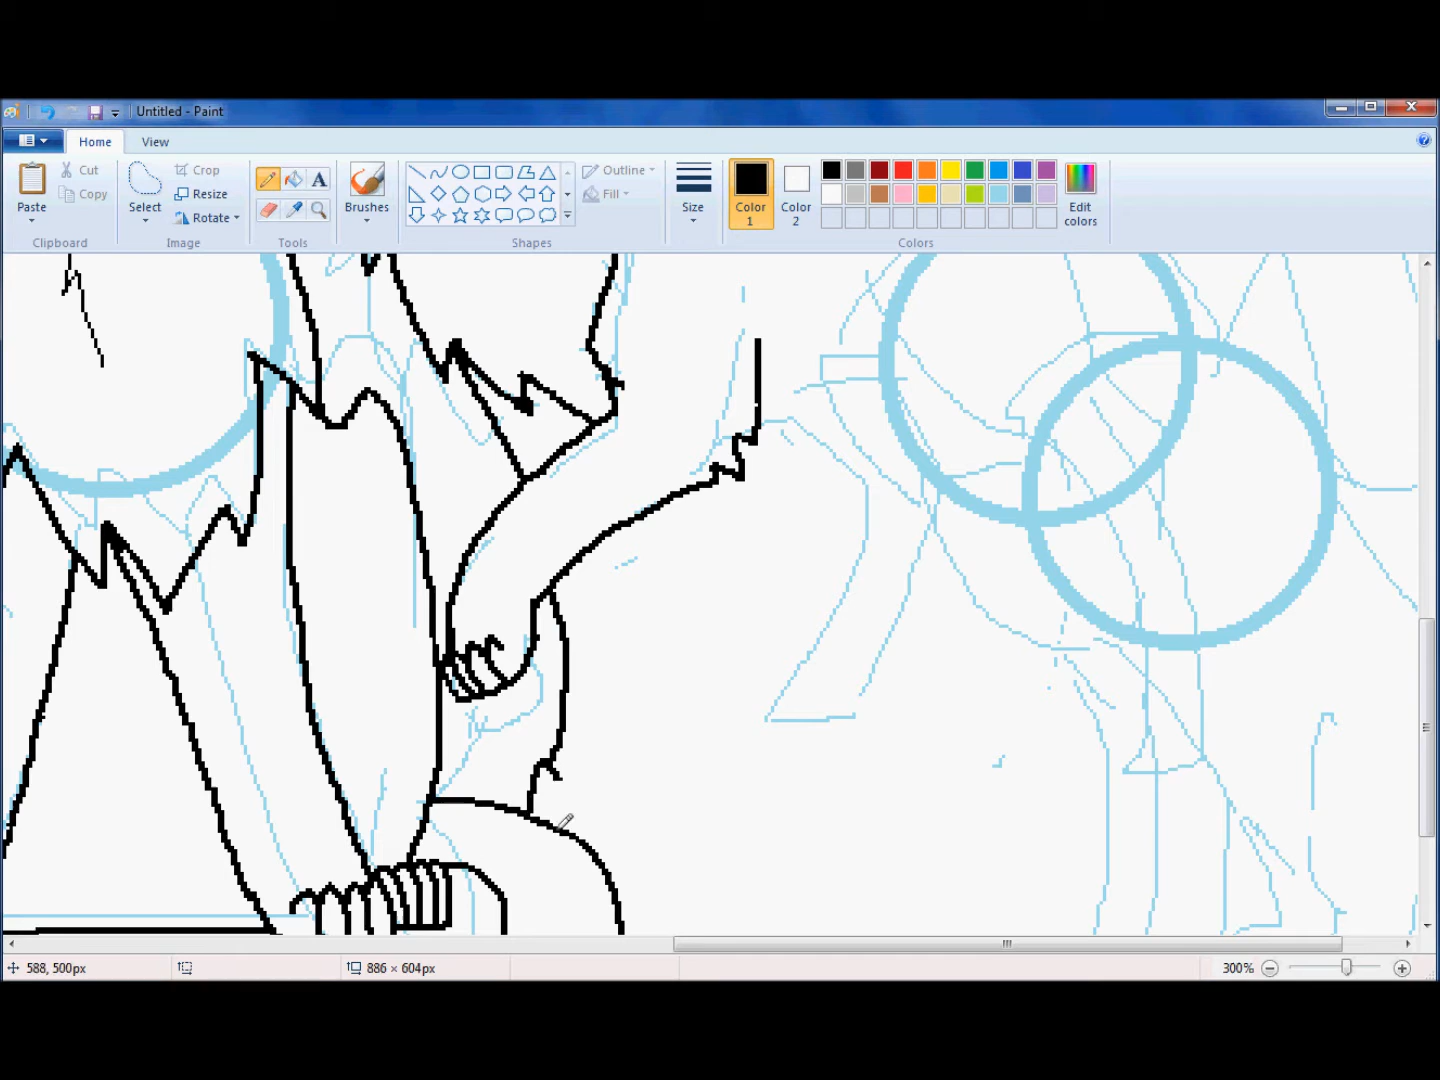 Untitled - Paint
Home View
Paste Cut Copy Clipboard
Select Crop Resize Rotate Image
A
Tools
Brushes
Outline Fill Shapes
Size
Color 1 Color 2 Edit colors Colors
588, 500px 886 × 604px 300%